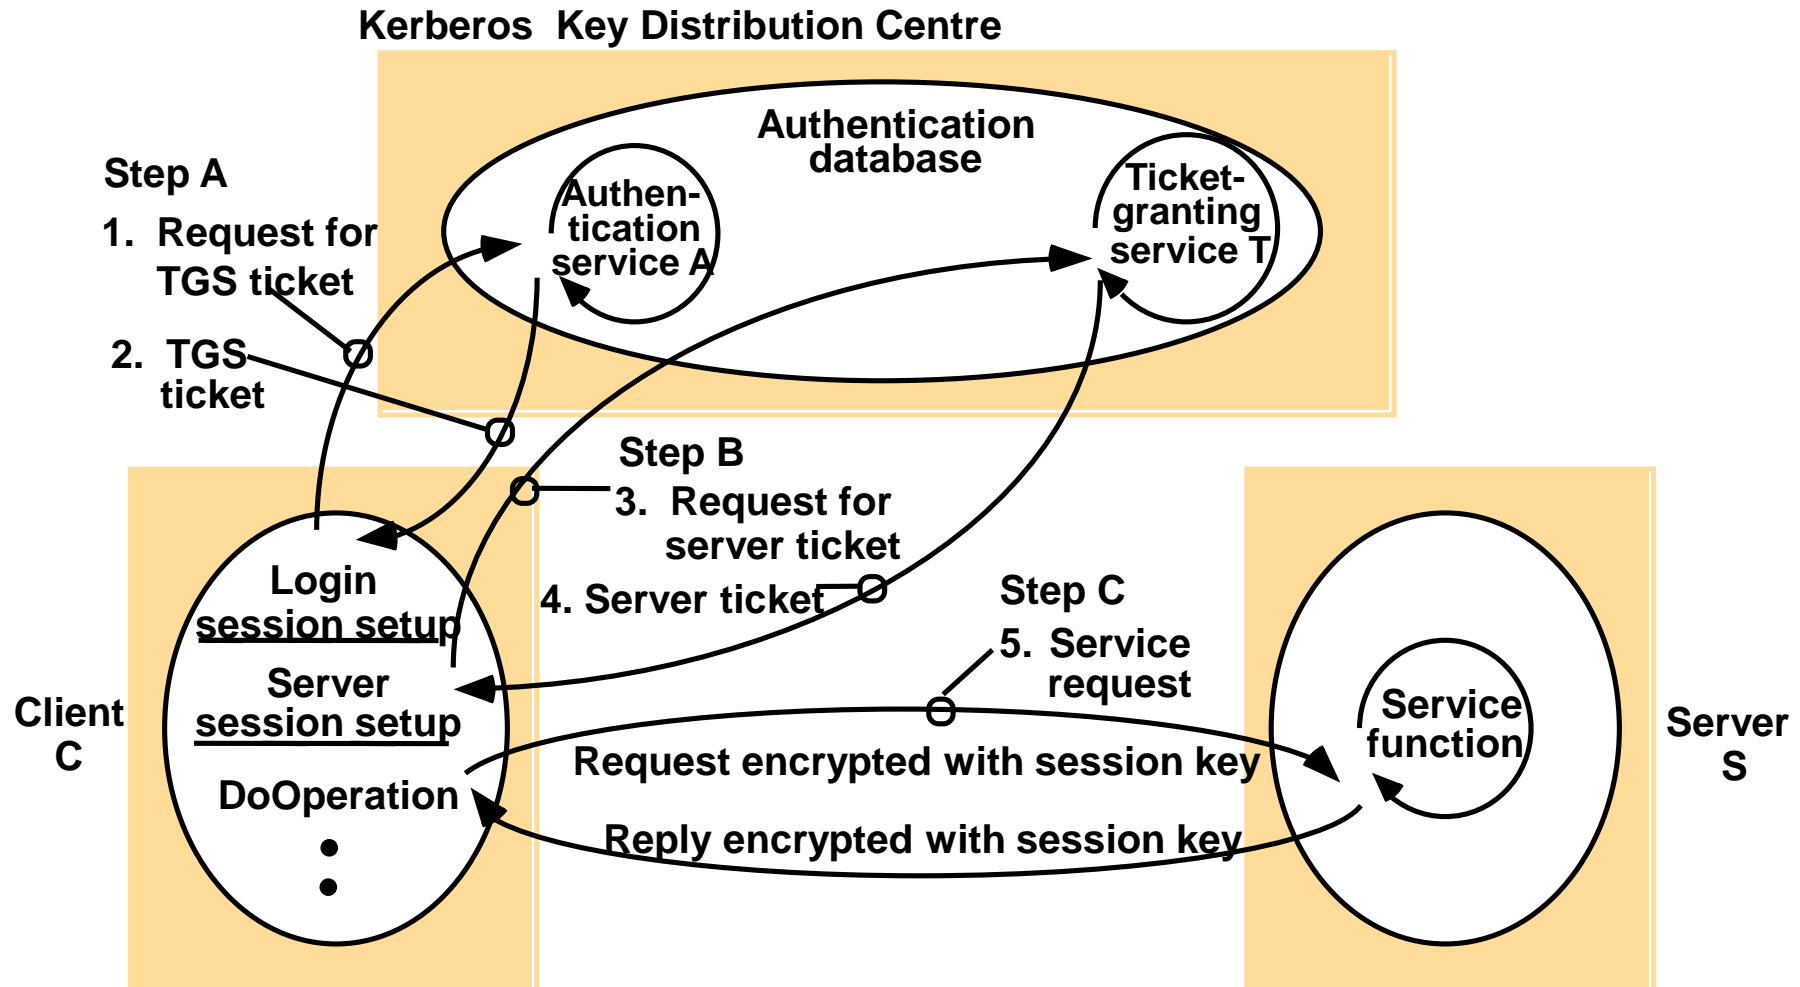 Kerberos Key Distribution Centre
Authentication
database
Step A
1. Request for
TGS ticket
Authen-
tication
service A
Ticket-
granting
service T
2. TGS
ticket
Step B
3. Request for
server ticket
4. Server ticket
Step C
5. Service
request
Login
session setup
Server
session setup
DoOperation
Client
C
Request encrypted with session key
Reply encrypted with session key
Service
function
Server
S